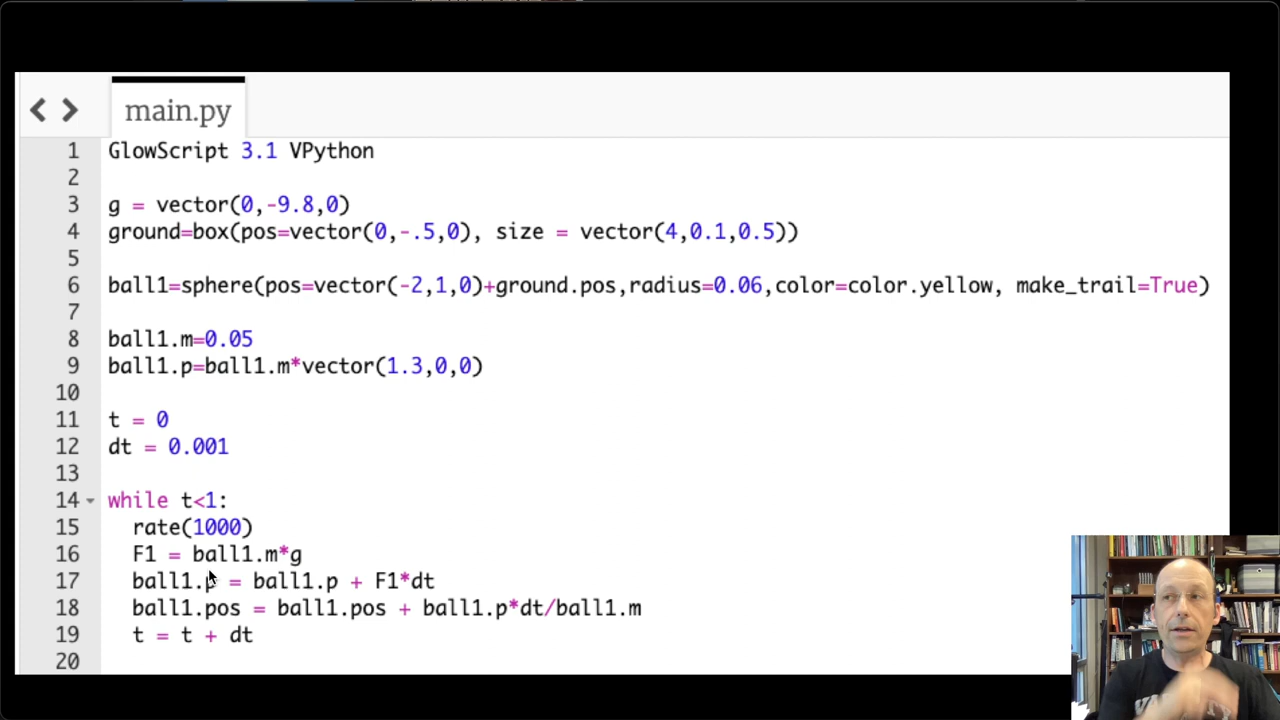 main.py
1 GlowScript 3.1 VPython
2
3 g = vector(0,-9.8,0)
4 ground=box(pos=vector(0,-.5,0), size = vector(4,0.1,0.5))
5
6 ball1=sphere(pos=vector(-2,1,0)+ground.pos,radius=0.06,color=color.yellow, make_trail=True)
7
8 ball1.m=0.05
9 ball1.p=ball1.m*vector(1.3,0,0)
10
11 t = 0
12 dt = 0.001
13
14 while t<1:
15 rate(1000)
16 F1 = ball1.m*g
17 ball1.p = ball1.p + F1*dt
18 ball1.pos = ball1.pos + ball1.p*dt/ball1.m
19 t = t + dt
20